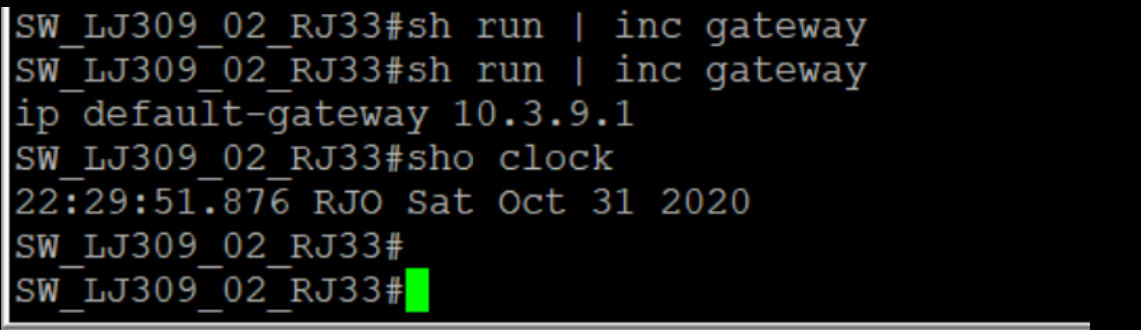 SW_LJ309_02_RJ33#sh run | inc gateway
SW_LJ309_02_RJ33#sh run | inc gateway
ip default-gateway 10.3.9.1
SW_LJ309_02_RJ33#sho clock
22:29:51.876 RJO Sat Oct 31 2020
SW_LJ309_02_RJ33#
SW_LJ309_02_RJ33#